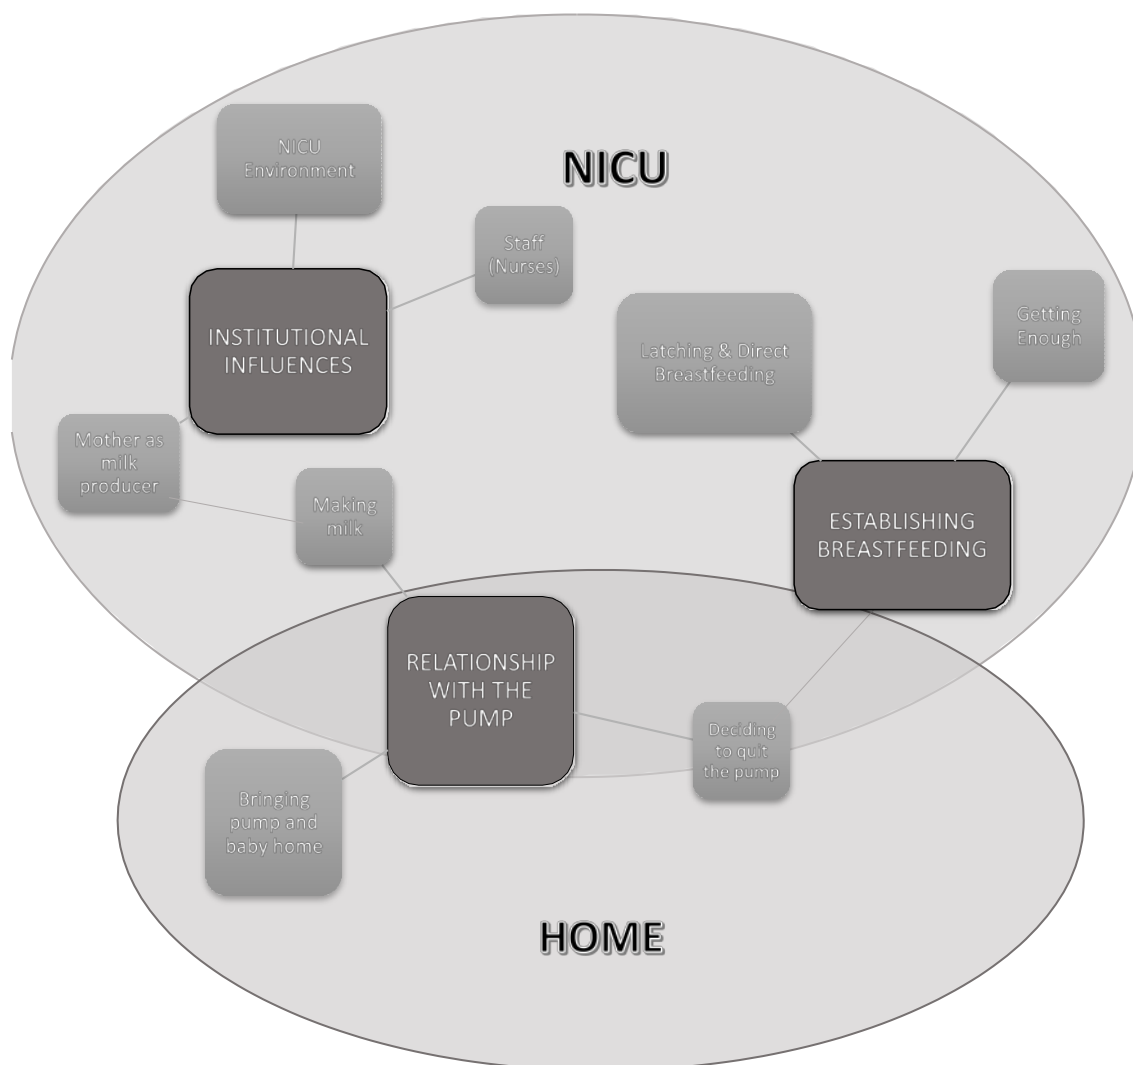 NICU
Environment
NICU
Staff
(Nurses)
INSTITUTIONAL
INFLUENCES
Getting
Enough
Latching & Direct
Breastfeeding
Mother as
milk
producer
Making
milk
ESTABLISHING
BREASTFEEDING
RELATIONSHIP
WITH THE
PUMP
Deciding
to quit
the pump
Bringing
pump and
baby home
HOME